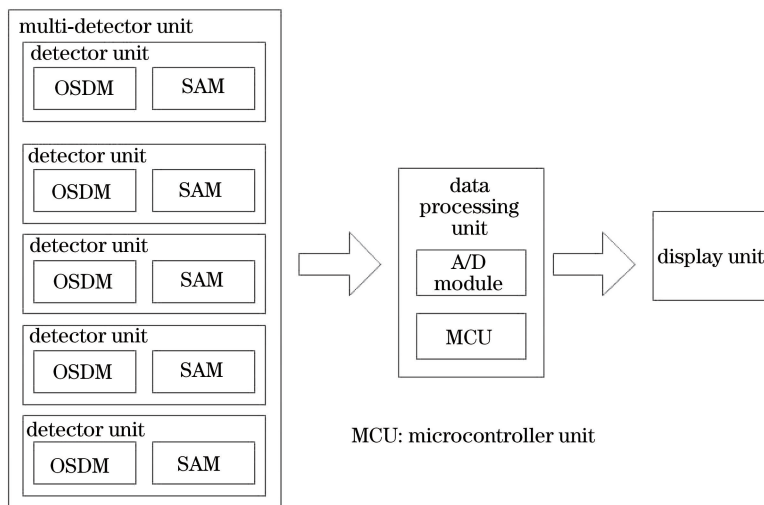 multi-detector unit
detector unit
OSDM
SAM
detector unit
OSDM
SAM
detector unit
OSDM
SAM
detector unit
OSDM
SAM
detector unit
OSDM
SAM
data
processing
unit
A/D
module
MCU
display unit
MCU: microcontroller unit